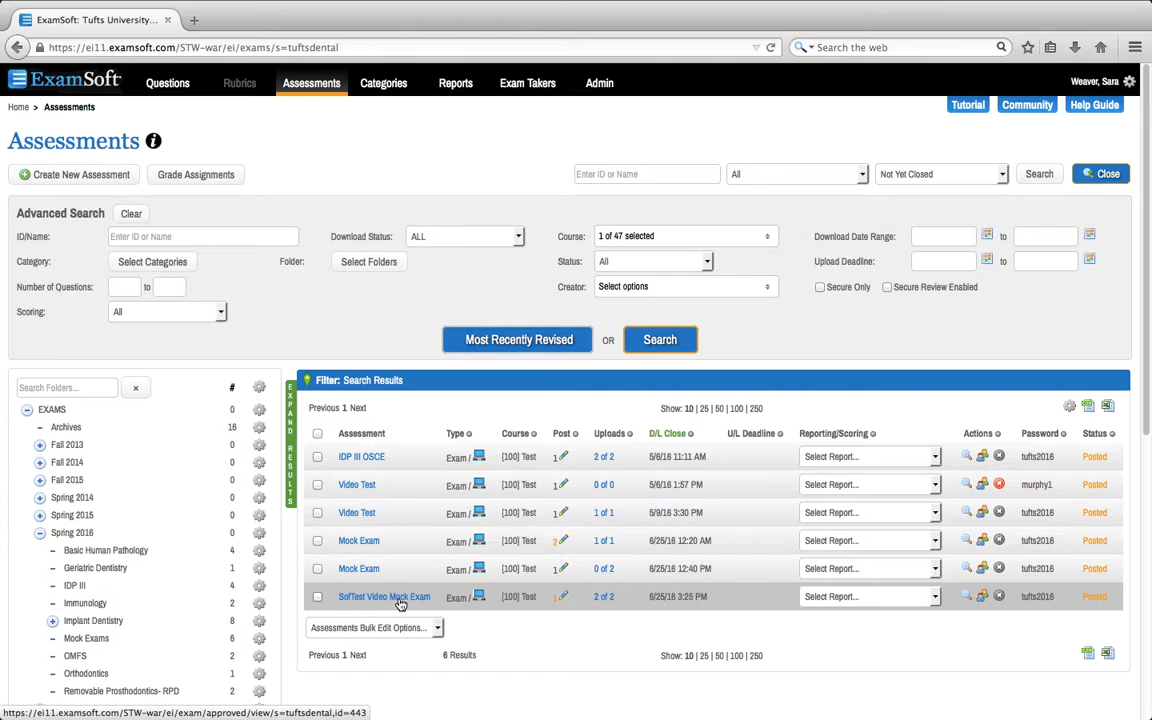 ExamSoft: Tufts University...
https://ei11.examsoft.com/STW-war/ei/exams/s=tuftsdental
Search the web
ExamSoft Questions Rubrics Assessments Categories Reports Exam Takers Admin Weaver, Sara
Home > Assessments
Tutorial Community Help Guide
Assessments
Create New Assessment Grade Assignments Enter ID or Name All Not Yet Closed Search Close
Advanced Search Clear
ID/Name: Enter ID or Name Download Status: ALL Course: 1 of 47 selected Download Date Range: to
Category: Select Categories Folder: Select Folders Status: All Upload Deadline: to
Number of Questions: to Creator: Select options Secure Only Secure Review Enabled
Scoring: All
Most Recently Revised OR Search
Search Folders... × #
EXAMS 0
Archives 16
Fall 2013 0
Fall 2014 0
Fall 2015 0
Spring 2014 0
Spring 2015 0
Spring 2016 0
Basic Human Pathology 4
Geriatric Dentistry 1
IDP III 4
Immunology 2
Implant Dentistry 8
Mock Exams 6
OMFS 2
Orthodontics 1
Removable Prosthodontics- RPD 2
EXPAND RESULTS
Filter: Search Results
Previous 1 Next Show: 10 | 25 | 50 | 100 | 250
Assessment Type Course Post Uploads D/L Close U/L Deadline Reporting/Scoring Actions Password Status
IDP III OSCE Exam / [100] Test 1 2 of 2 5/6/16 11:11 AM Select Report... tufts2016 Posted
Video Test Exam / [100] Test 1 0 of 0 5/6/16 1:57 PM Select Report... murphy1 Posted
Video Test Exam / [100] Test 1 1 of 1 5/9/16 3:30 PM Select Report... tufts2016 Posted
Mock Exam Exam / [100] Test 2 1 of 1 6/25/16 12:20 AM Select Report... tufts2016 Posted
Mock Exam Exam / [100] Test 1 0 of 2 6/25/16 12:40 PM Select Report... tufts2016 Posted
SofTest Video Mock Exam Exam / [100] Test 1 2 of 2 6/25/16 3:25 PM Select Report... tufts2016 Posted
Assessments Bulk Edit Options...
Previous 1 Next 6 Results Show: 10 | 25 | 50 | 100 | 250
https://ei11.examsoft.com/STW-war/ei/exam/approved/view/s=tuftsdental,id=443